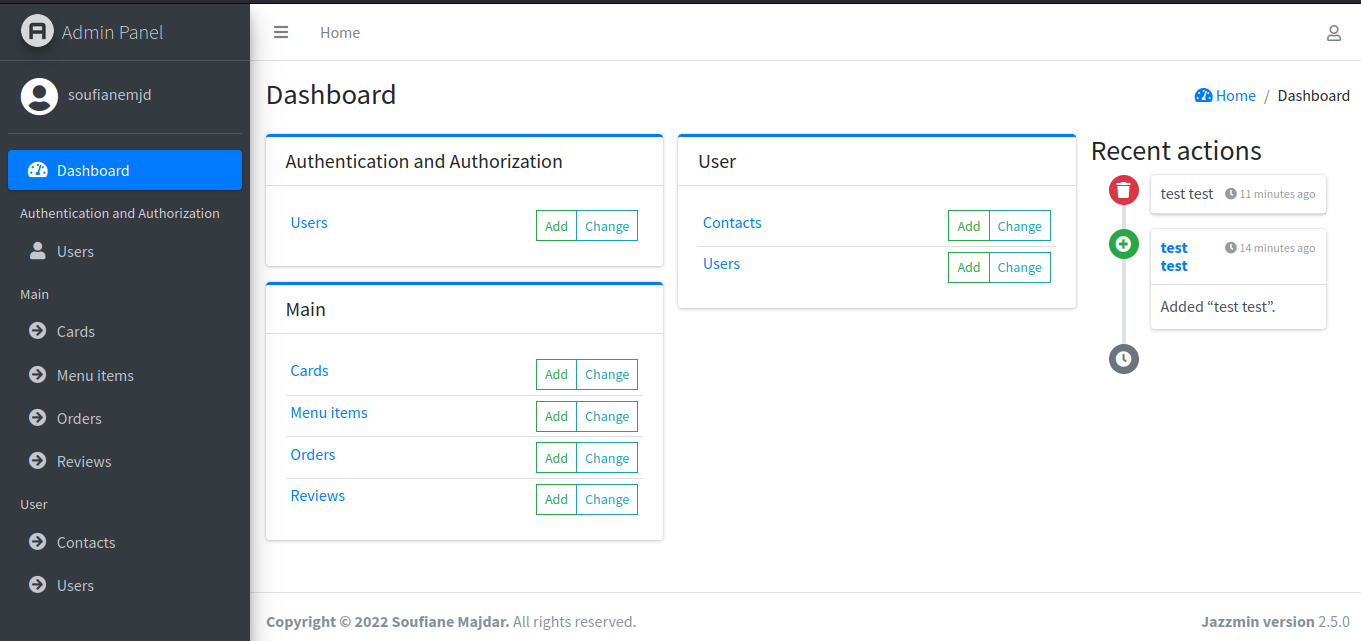 Admin Panel
soufianemjd
Dashboard
Authentication and Authorization
Users
Main
Cards
Menu items
Orders
Reviews
User
Contacts
Users
Home
Dashboard
Home / Dashboard
Authentication and Authorization
Users Add Change
Main
Cards Add Change
Menu items Add Change
Orders Add Change
Reviews Add Change
User
Contacts Add Change
Users Add Change
Recent actions
test test 11 minutes ago
test 14 minutes ago
test
Added “test test”.
Copyright © 2022 Soufiane Majdar. All rights reserved.
Jazzmin version 2.5.0